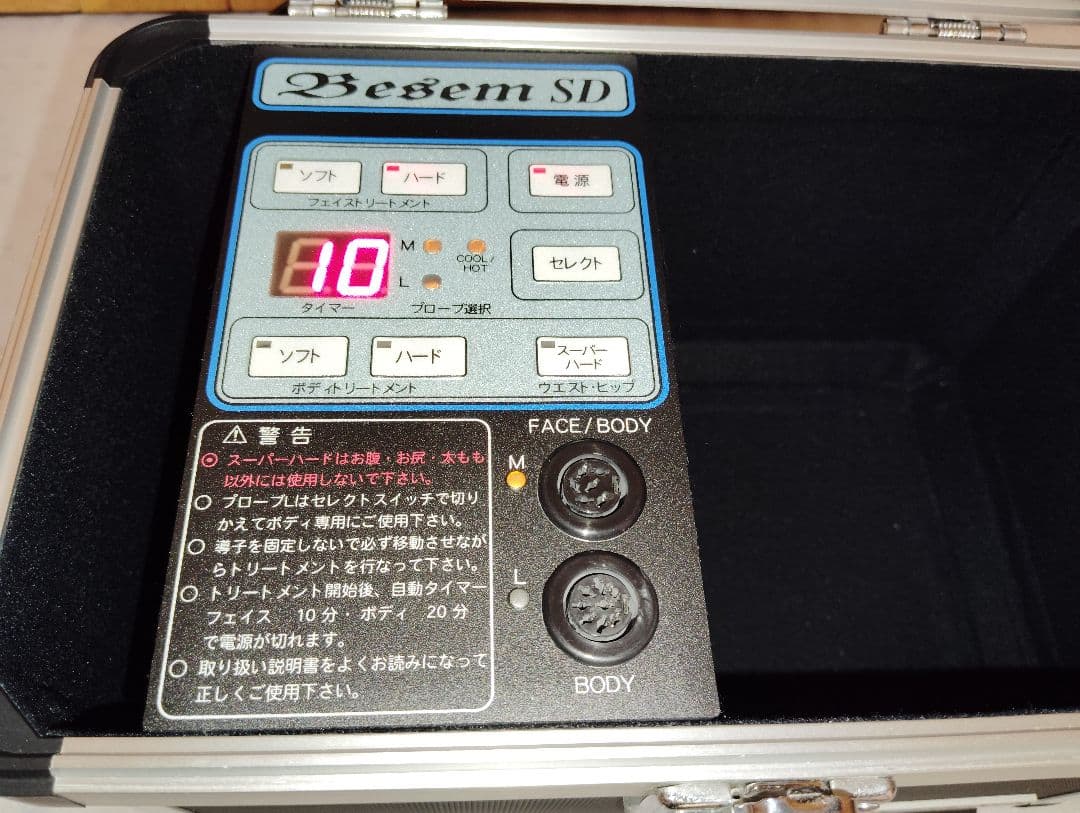 Besem SD
ソフト
ハード
電源
フェイストリートメント
10
M
COOL/
HOT
L
セレクト
タイマー
プローブ選択
ソフト
ハード
スーパー
ハード
ボディトリートメント
ウエスト・ヒップ
⚠ 警告
◉ スーパーハードはお腹・お尻・太もも
以外には使用しないで下さい。
○ プローブLはセレクトスイッチで切り
かえてボディ専用にご使用下さい。
○ 導子を固定しないで必ず移動させなが
らトリートメントを行なって下さい。
○ トリートメント開始後、自動タイマー
フェイス 10分・ボディ 20分
で電源が切れます。
○ 取り扱い説明書をよくお読みになって
正しくご使用下さい。
FACE/BODY
M
L
BODY